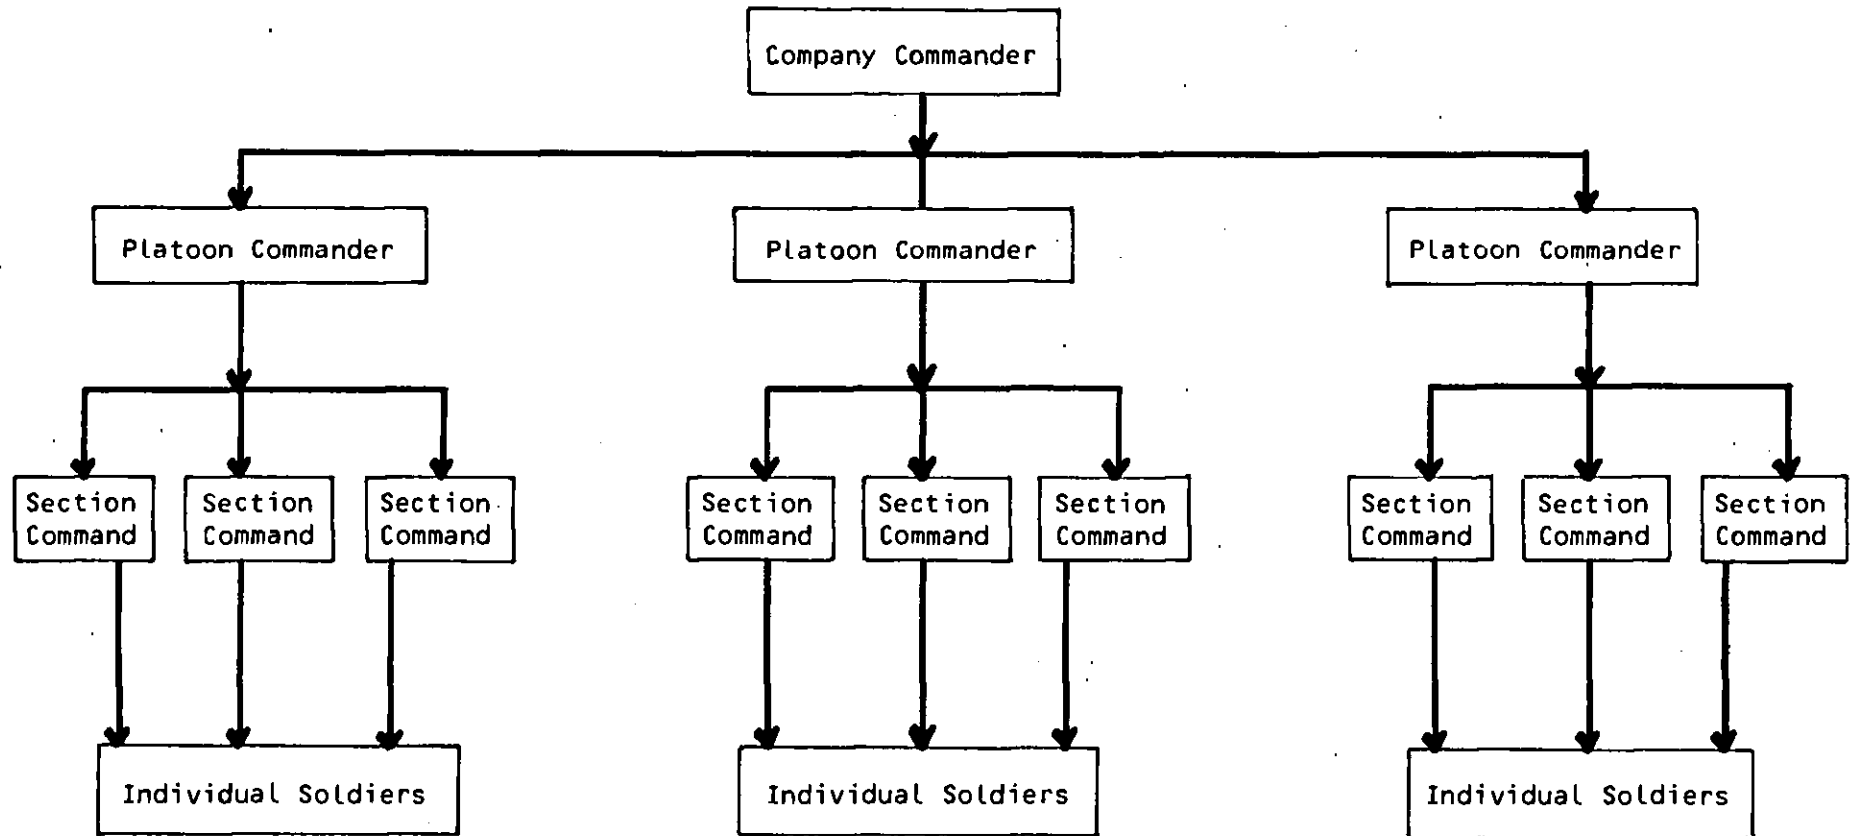 Company Commander
Platoon Commander
Platoon Commander
Platoon Commander
Section
Command
Section
Command
Section
Command
Section
Command
Section
Command
Section
Command
Section
Command
Section
Command
Section
Command
Individual Soldiers
Individual Soldiers
Individual Soldiers